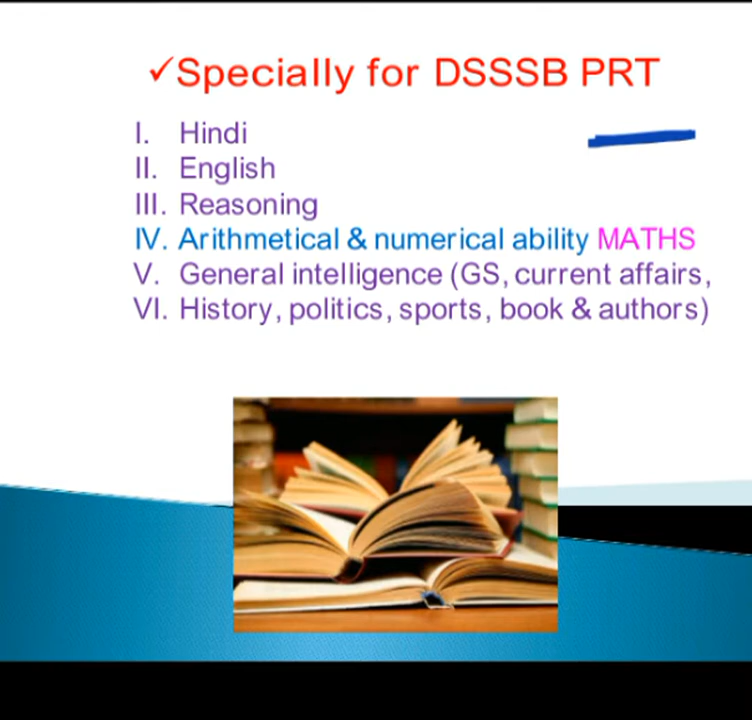 ✓Specially for DSSSB PRT
I. Hindi
II. English
III. Reasoning
IV. Arithmetical & numerical ability MATHS
V. General intelligence (GS, current affairs,
VI. History, politics, sports, book & authors)